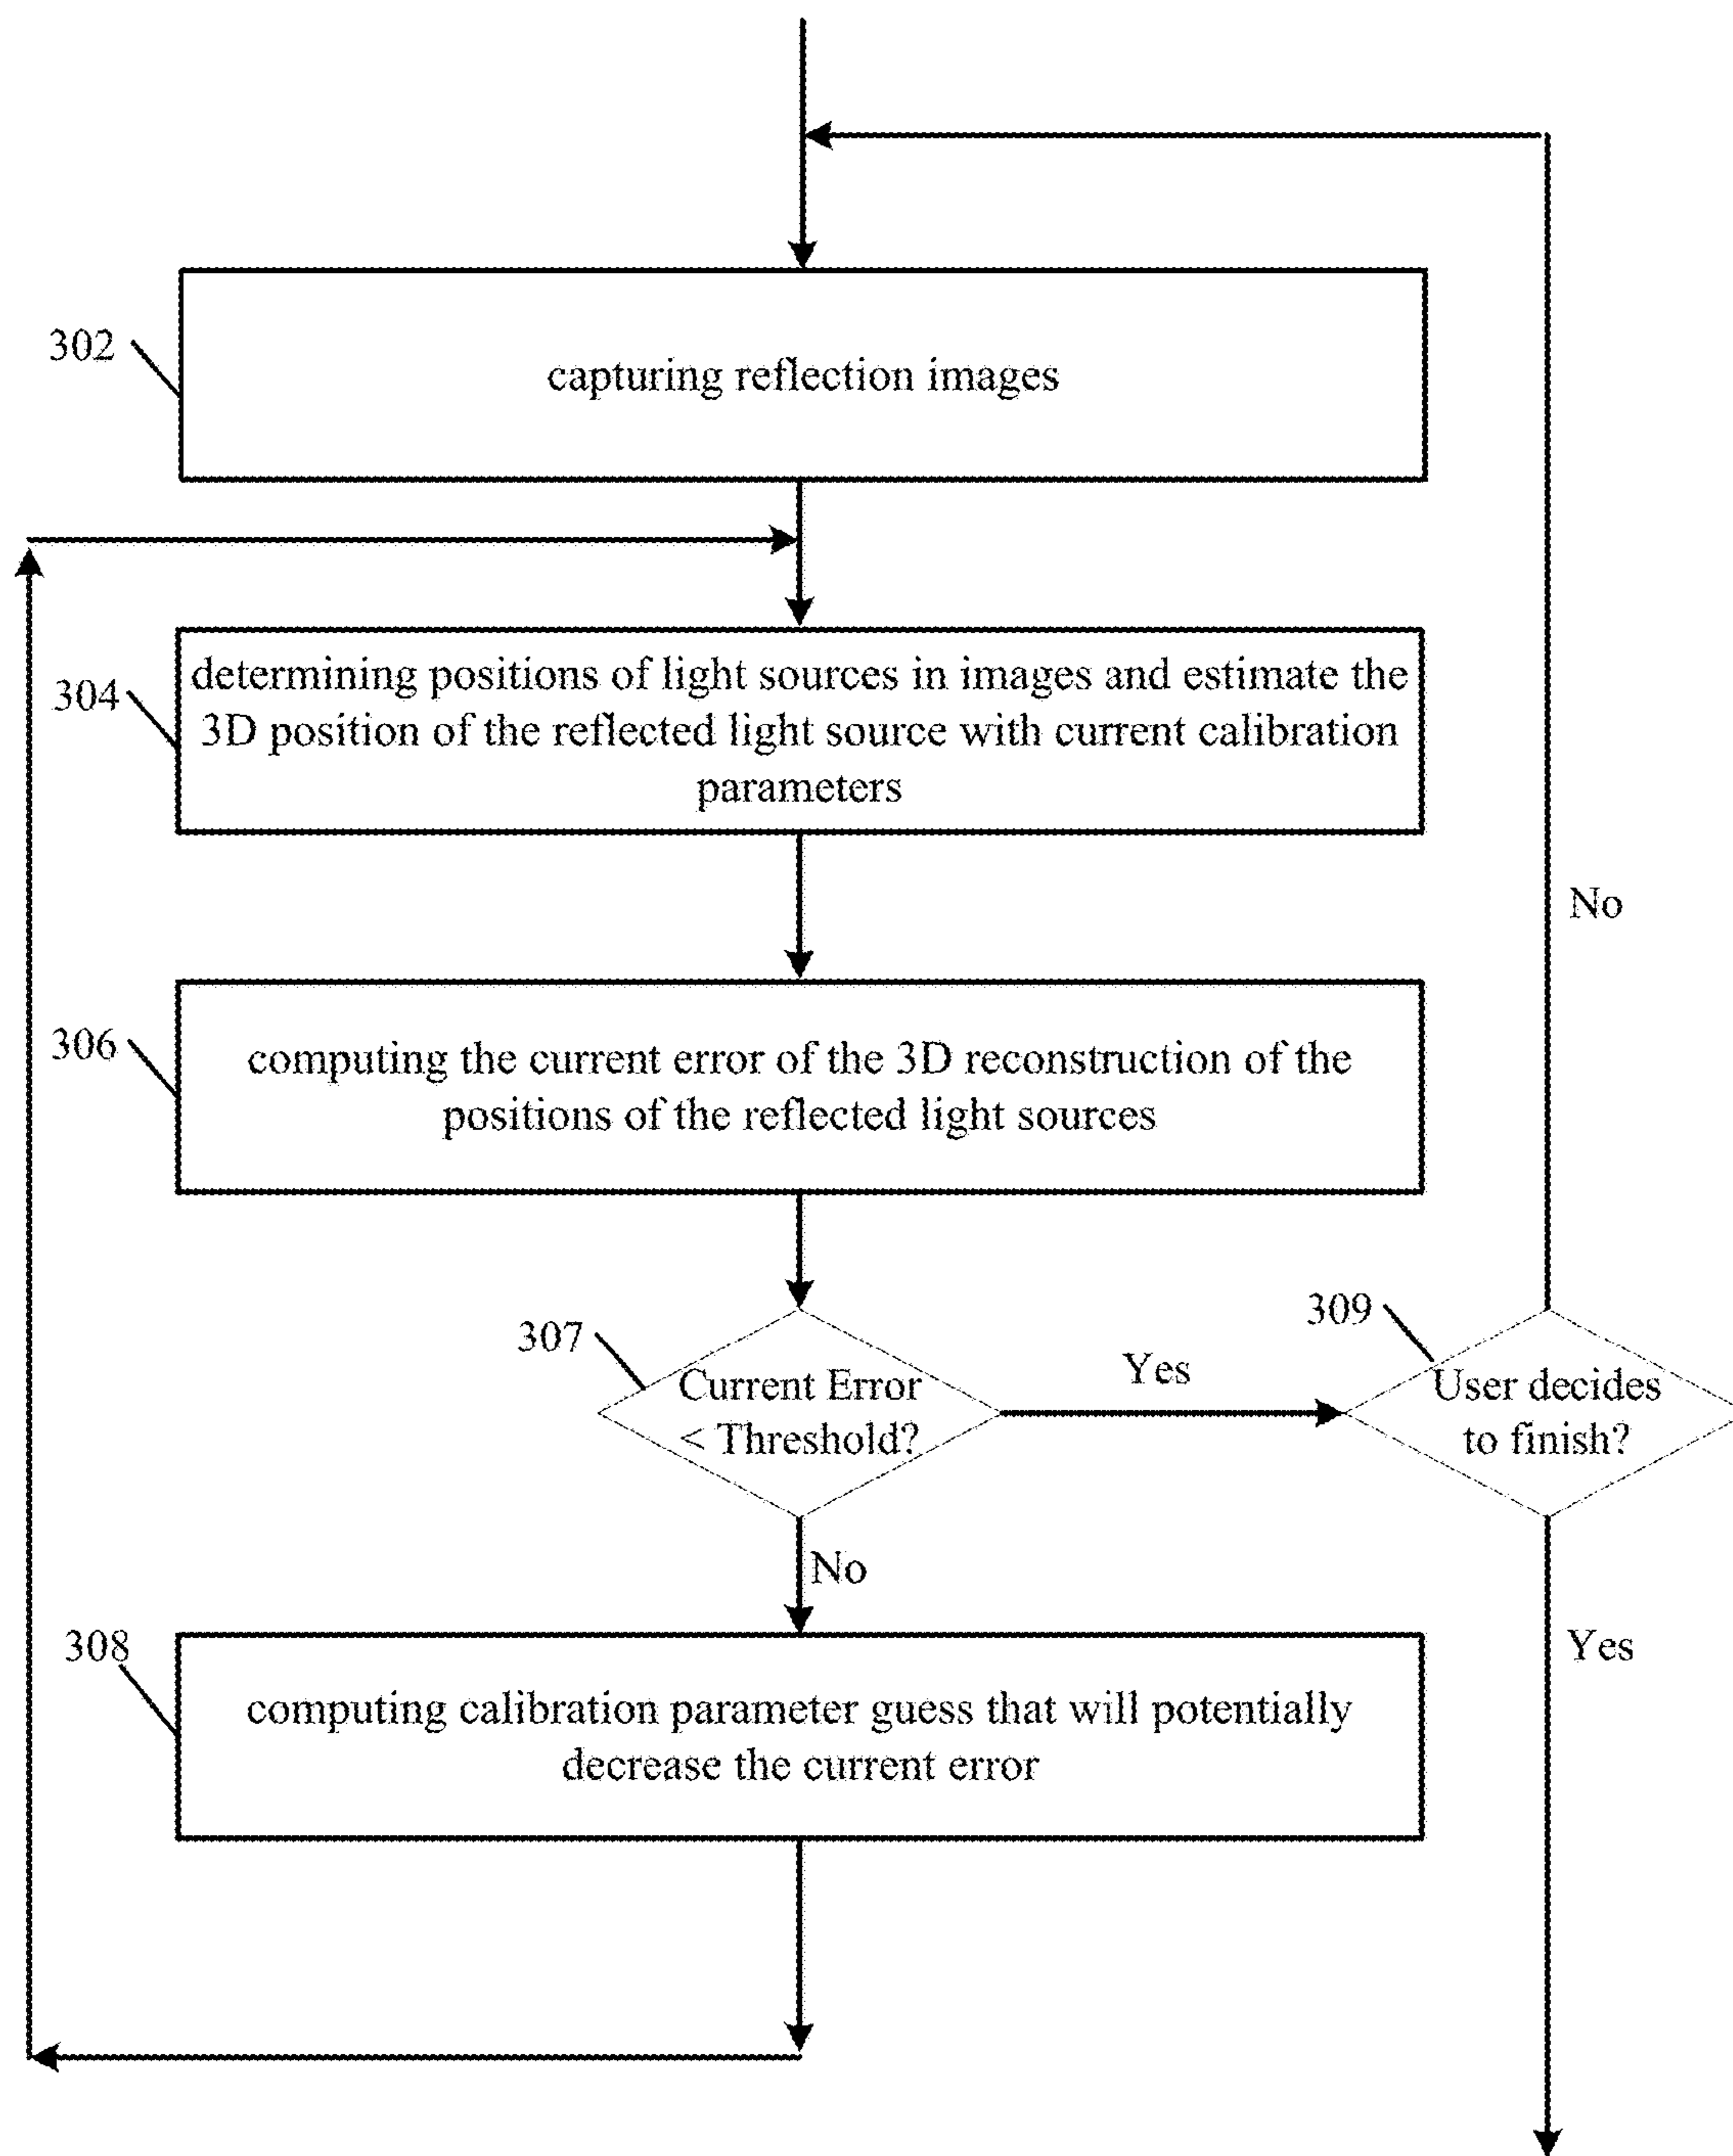 302
capturing reflection images
304
determining positions of light sources in images and estimate the
3D position of the reflected light source with current calibration
parameters
No
306
computing the current error of the 3D reconstruction of the
positions of the reflected light sources
307
Current Error
< Threshold?
Yes
309
User decides
to finish?
No
308
computing calibration parameter guess that will potentially
decrease the current error
Yes